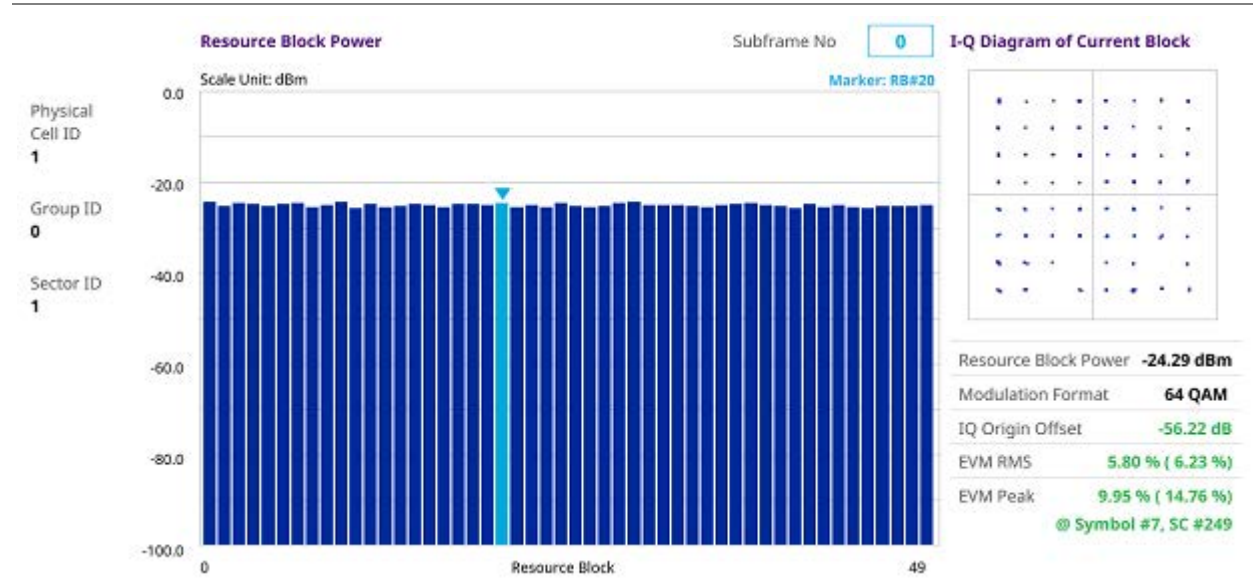 Resource Block Power
Subframe No 0
I-Q Diagram of Current Block
Scale Unit: dBm
Marker: RB#20
Physical
Cell ID
1
Group ID
0
Sector ID
1
0.0
-20.0
-40.0
-60.0
-80.0
-100.0
0
Resource Block
49
Resource Block Power -24.29 dBm
Modulation Format 64 QAM
IQ Origin Offset -56.22 dB
EVM RMS 5.80 % ( 6.23 %)
EVM Peak 9.95 % ( 14.76 %)
@ Symbol #7, SC #249